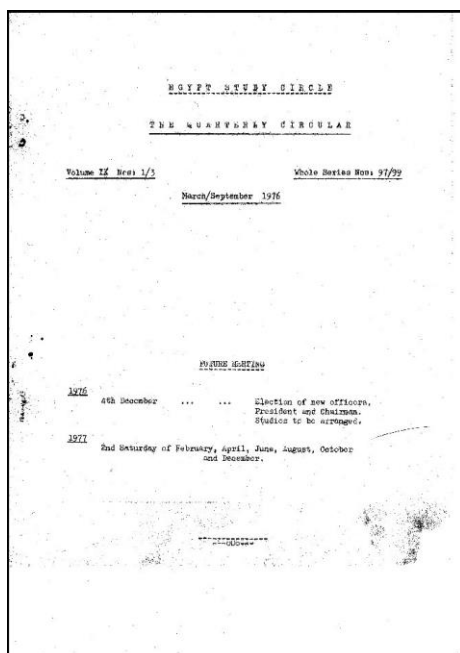 EGYPT STUDY CIRCLE
THE QUARTERLY CIRCULAR
Volume IX Nos: 1/3 Whole Series Nos: 97/99
March/September 1976
FUTURE MEETING
1976
4th December ... ... Election of new officers,
President and Chairman.
Studies to be arranged.
1977
2nd Saturday of February, April, June, August, October
and December.
---oOo---